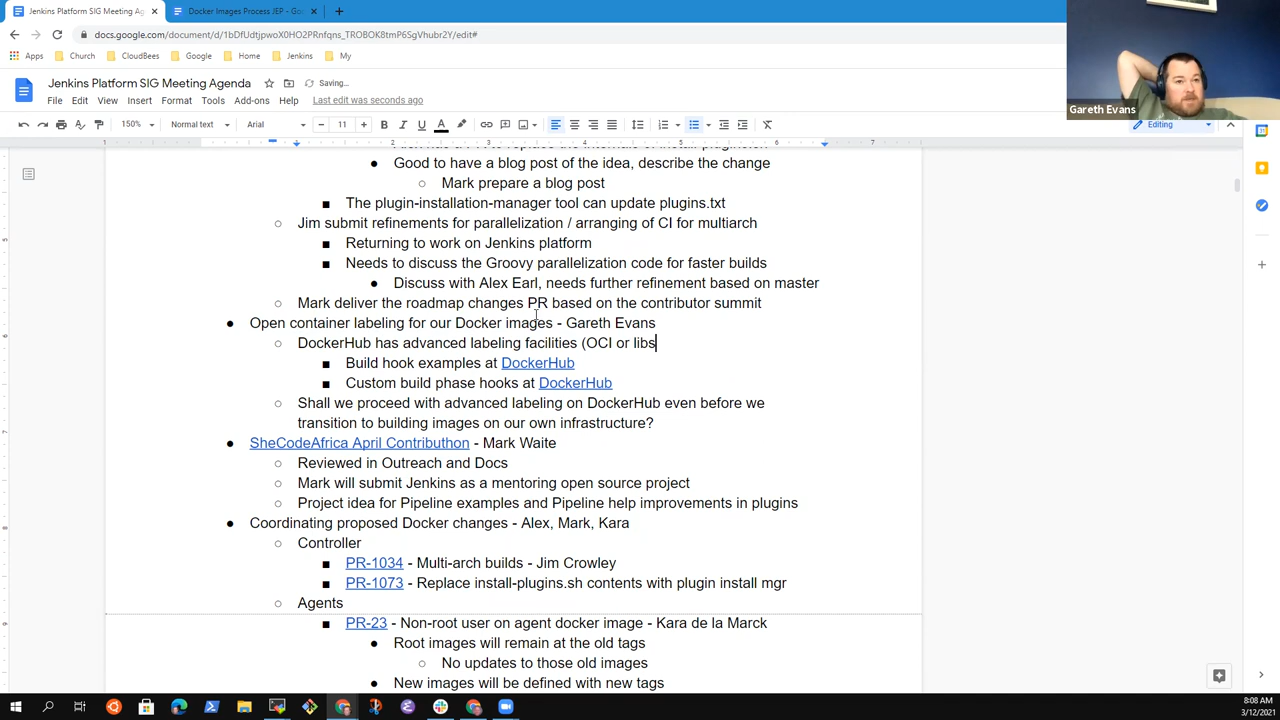 Jenkins Platform SIG Meeting Ag
Docker Images Process JEP - Goo
docs.google.com/document/d/1bDfUdtjpwoX0HO2PRnfqns_TROBOK8tmP6SgVhubr2Y/edit#
Apps Church CloudBees Google Home Jenkins My
Jenkins Platform SIG Meeting Agenda
Saving...
File Edit View Insert Format Tools Add-ons Help Last edit was seconds ago
150% Normal text Arial 11 Editing
Gareth Evans
1 2 3 4 5 6 7
Good to have a blog post of the idea, describe the change
Mark prepare a blog post
The plugin-installation-manager tool can update plugins.txt
Jim submit refinements for parallelization / arranging of CI for multiarch
Returning to work on Jenkins platform
Needs to discuss the Groovy parallelization code for faster builds
Discuss with Alex Earl, needs further refinement based on master
Mark deliver the roadmap changes PR based on the contributor summit
Open container labeling for our Docker images - Gareth Evans
DockerHub has advanced labeling facilities (OCI or libs
Build hook examples at DockerHub
Custom build phase hooks at DockerHub
Shall we proceed with advanced labeling on DockerHub even before we
transition to building images on our own infrastructure?
SheCodeAfrica April Contributhon - Mark Waite
Reviewed in Outreach and Docs
Mark will submit Jenkins as a mentoring open source project
Project idea for Pipeline examples and Pipeline help improvements in plugins
Coordinating proposed Docker changes - Alex, Mark, Kara
Controller
PR-1034 - Multi-arch builds - Jim Crowley
PR-1073 - Replace install-plugins.sh contents with plugin install mgr
Agents
PR-23 - Non-root user on agent docker image - Kara de la Marck
Root images will remain at the old tags
No updates to those old images
New images will be defined with new tags
8:08 AM
3/12/2021